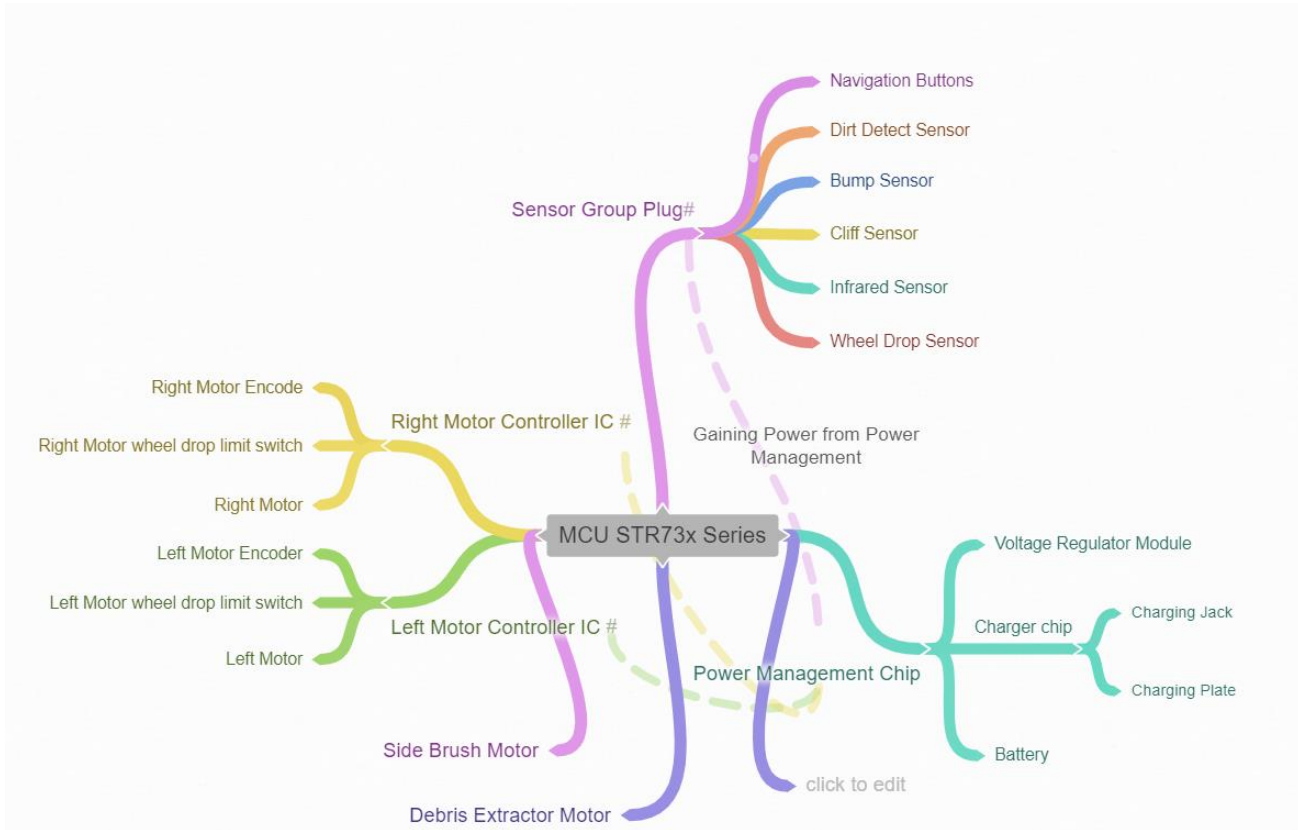 Navigation Buttons
Dirt Detect Sensor
Bump Sensor
Sensor Group Plug#
Cliff Sensor
Infrared Sensor
Wheel Drop Sensor
Right Motor Encode
Right Motor Controller IC #
Right Motor wheel drop limit switch
Right Motor
Gaining Power from Power
Management
MCU STR73x Series
Left Motor Encoder
Left Motor wheel drop limit switch
Left Motor Controller IC #
Left Motor
Voltage Regulator Module
Charger chip
Charging Jack
Charging Plate
Power Management Chip
Battery
Side Brush Motor
click to edit
Debris Extractor Motor